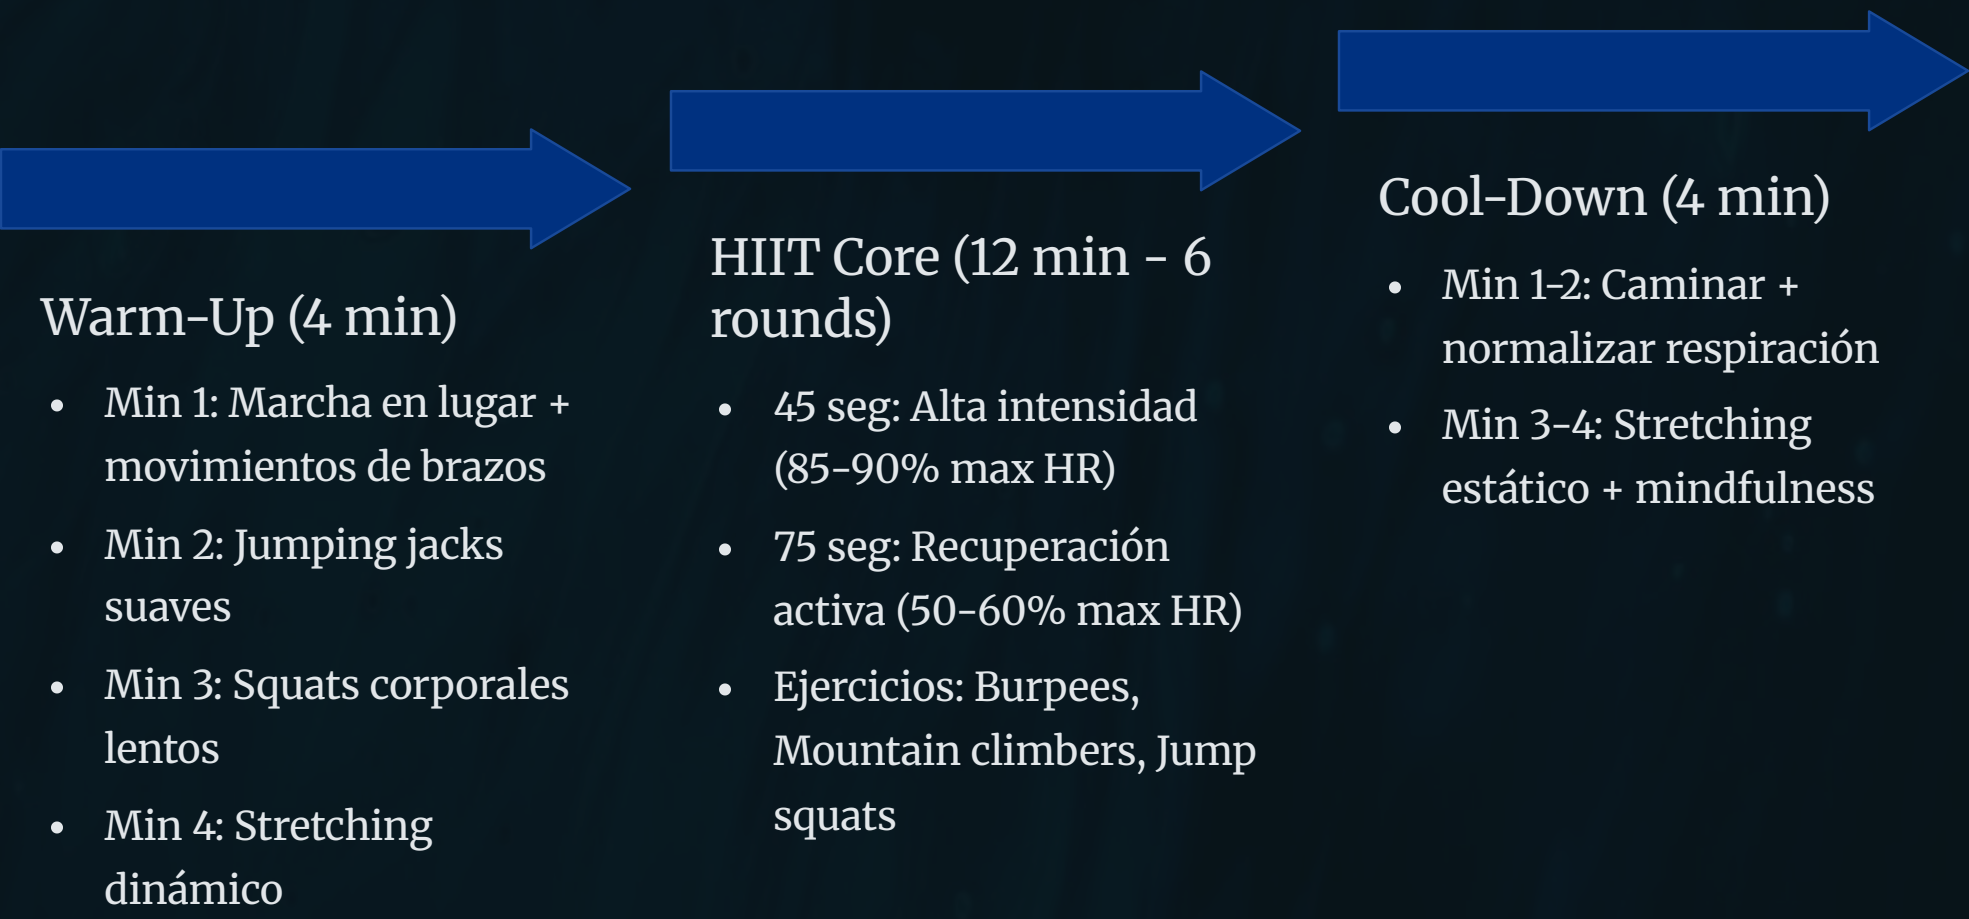 Warm-Up (4 min)
• Min 1: Marcha en lugar +
movimientos de brazos
• Min 2: Jumping jacks
suaves
• Min 3: Squats corporales
lentos
• Min 4: Stretching
dinámico
HIIT Core (12 min - 6
rounds)
• 45 seg: Alta intensidad
(85-90% max HR)
• 75 seg: Recuperación
activa (50-60% max HR)
• Ejercicios: Burpees,
Mountain climbers, Jump
squats
Cool-Down (4 min)
• Min 1-2: Caminar +
normalizar respiración
• Min 3-4: Stretching
estático + mindfulness